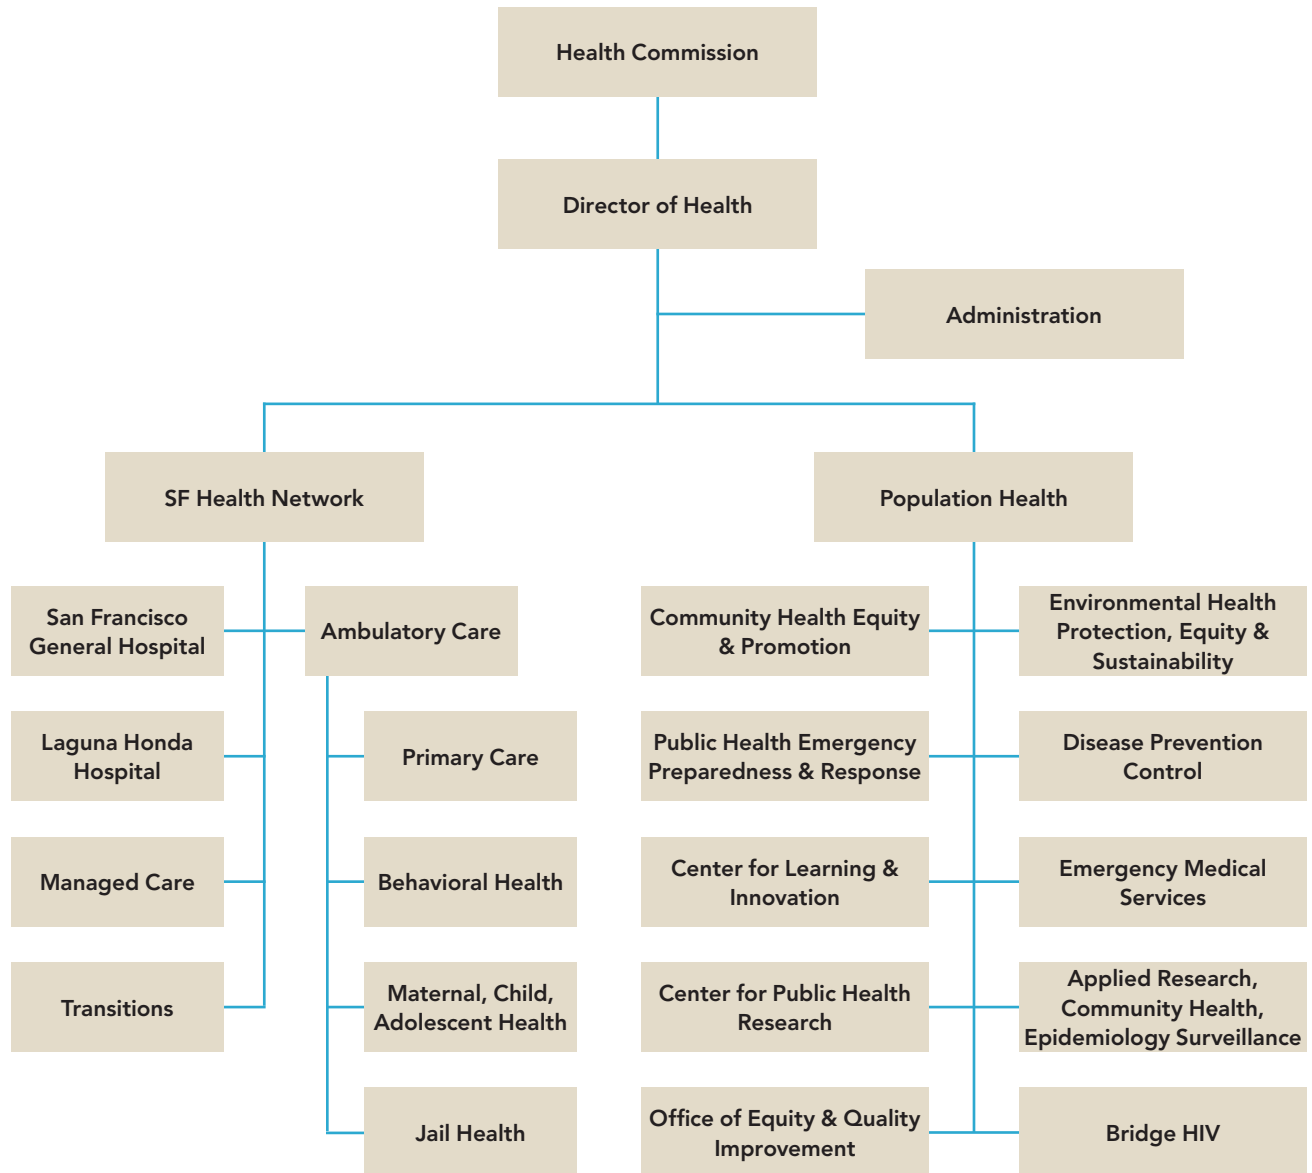 Health Commission
Director of Health
Administration
SF Health Network
Population Health
San Francisco
General Hospital
Ambulatory Care
Laguna Honda
Hospital
Primary Care
Managed Care
Behavioral Health
Transitions
Maternal, Child,
Adolescent Health
Jail Health
Community Health Equity
& Promotion
Environmental Health
Protection, Equity &
Sustainability
Public Health Emergency
Preparedness & Response
Disease Prevention
Control
Center for Learning &
Innovation
Emergency Medical
Services
Center for Public Health
Research
Applied Research,
Community Health,
Epidemiology Surveillance
Office of Equity & Quality
Improvement
Bridge HIV